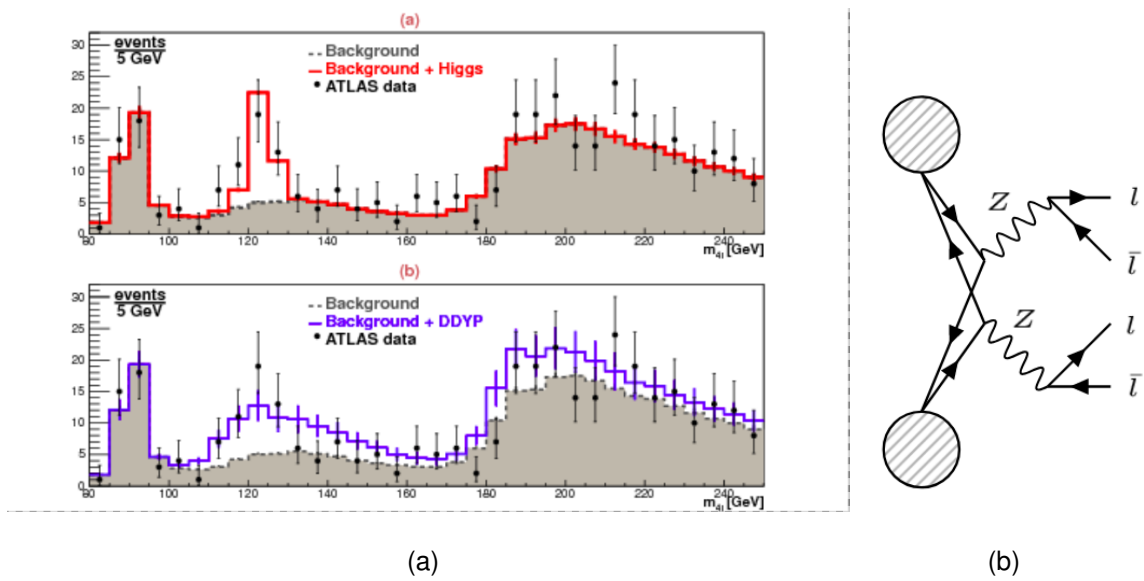 (a)
events
5 GeV
Background
Background + Higgs
ATLAS data
30
25
20
15
10
5
0
80 100 120 140 160 180 200 220 240
m4l [GeV]
(b)
events
5 GeV
Background
Background + DDYP
ATLAS data
30
25
20
15
10
5
0
80 100 120 140 160 180 200 220 240
m4l [GeV]
(a)
Z
l
l̄
Z
l
l̄
(b)